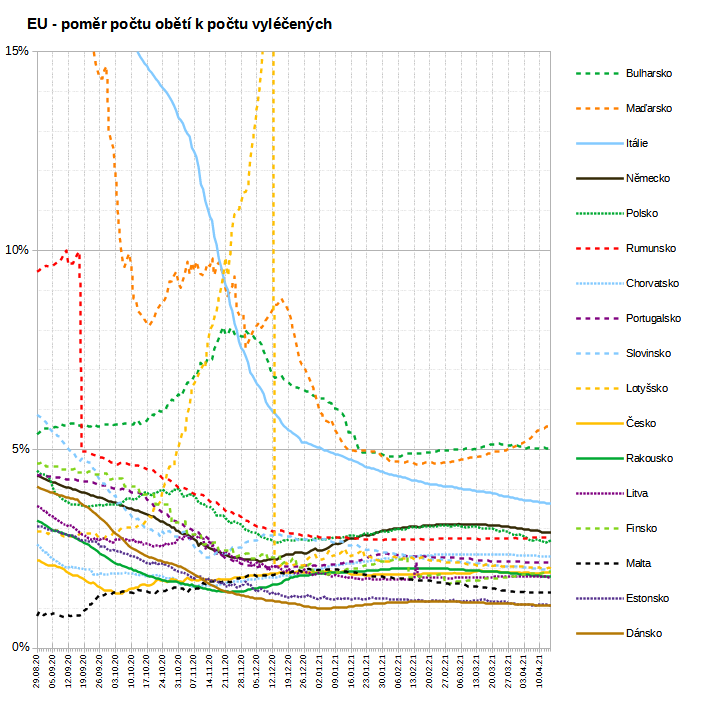 EU - poměr počtu obětí k počtu vyléčených
15%
10%
5%
0%
29.08.20
05.09.20
12.09.20
19.09.20
26.09.20
03.10.20
10.10.20
17.10.20
24.10.20
31.10.20
07.11.20
14.11.20
21.11.20
28.11.20
05.12.20
12.12.20
19.12.20
26.12.20
02.01.21
09.01.21
16.01.21
23.01.21
30.01.21
06.02.21
13.02.21
20.02.21
27.02.21
06.03.21
13.03.21
20.03.21
27.03.21
03.04.21
10.04.21
Bulharsko
Maďarsko
Itálie
Německo
Polsko
Rumunsko
Chorvatsko
Portugalsko
Slovinsko
Lotyšsko
Česko
Rakousko
Litva
Finsko
Malta
Estonsko
Dánsko